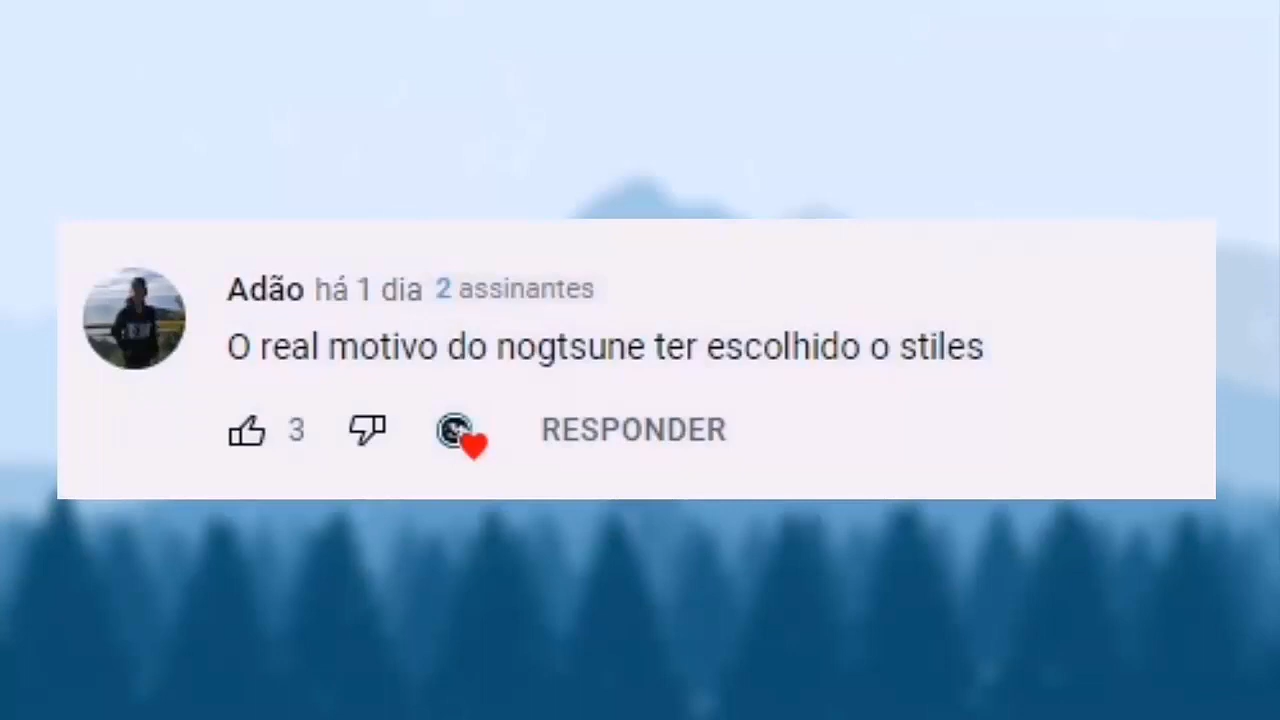 Adão há 1 dia 2 assinantes
O real motivo do nogtsune ter escolhido o stiles
3 RESPONDER